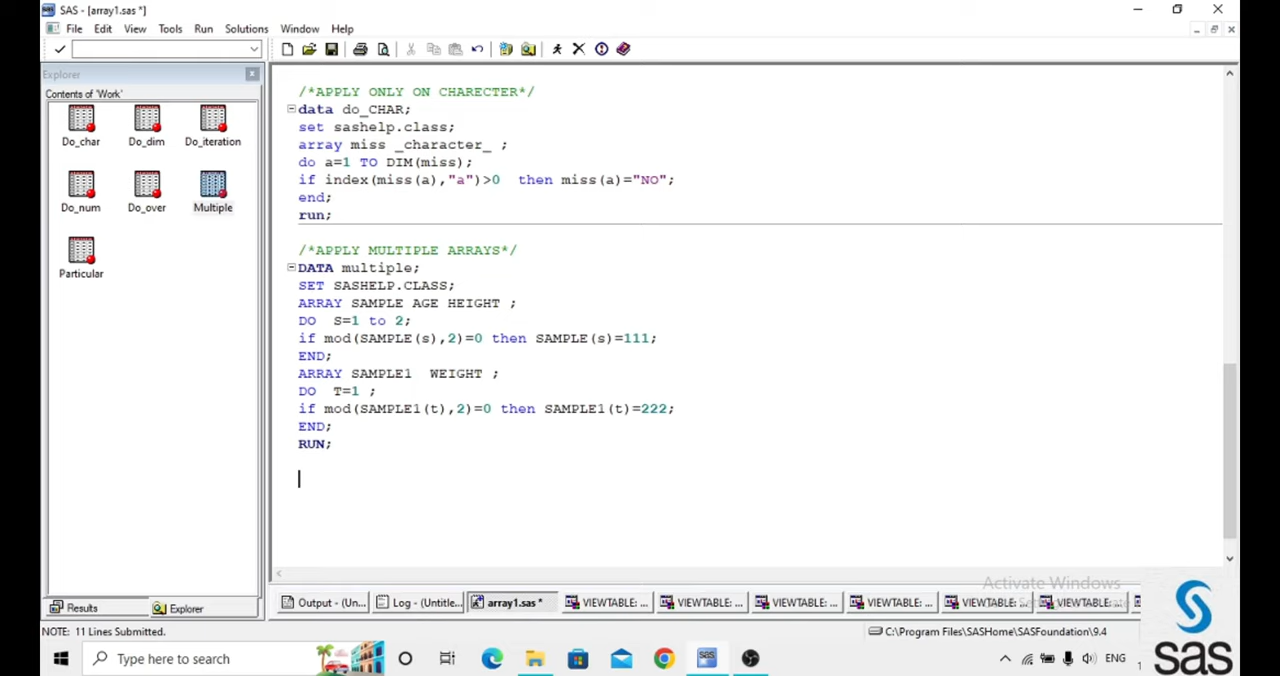 SAS - [array1.sas *]
File Edit View Tools Run Solutions Window Help
Explorer
Contents of 'Work'
Do_char Do_dim Do_iteration
Do_num Do_over Multiple
Particular
/*APPLY ONLY ON CHARECTER*/
data do_CHAR;
set sashelp.class;
array miss _character_ ;
do a=1 TO DIM(miss);
if index(miss(a),"a")>0 then miss(a)="NO";
end;
run;
/*APPLY MULTIPLE ARRAYS*/
DATA multiple;
SET SASHELP.CLASS;
ARRAY SAMPLE AGE HEIGHT ;
DO S=1 to 2;
if mod(SAMPLE(s),2)=0 then SAMPLE(s)=111;
END;
ARRAY SAMPLE1 WEIGHT ;
DO T=1 ;
if mod(SAMPLE1(t),2)=0 then SAMPLE1(t)=222;
END;
RUN;
Activate Windows
Results Explorer
Output - (Un... Log - (Untitle... array1.sas * VIEWTABLE: ... VIEWTABLE: ... VIEWTABLE: ... VIEWTABLE: ... VIEWTABLE: ... VIEWTABLE: ...
NOTE: 11 Lines Submitted.
C:\Program Files\SASHome\SASFoundation\9.4
Type here to search
ENG
sas